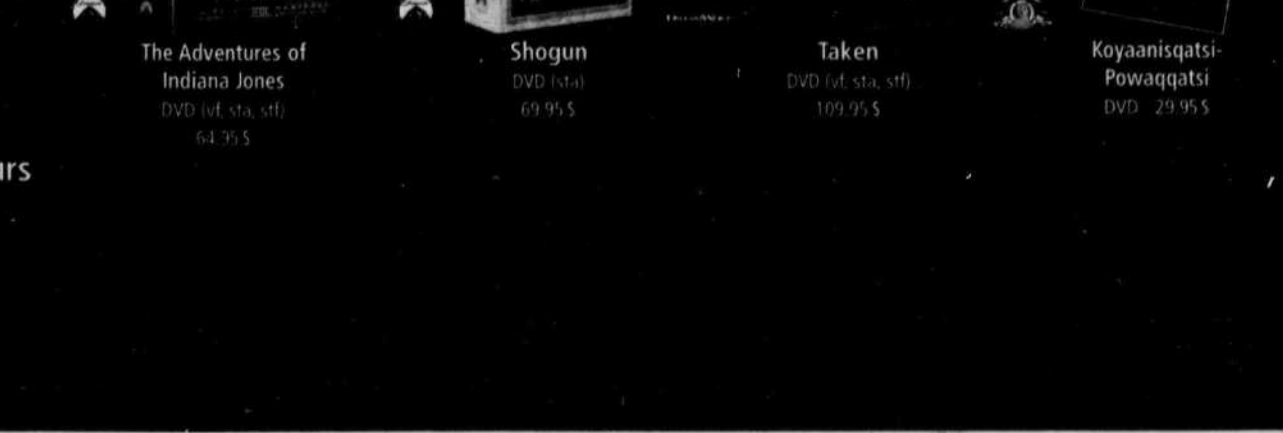 The Adventures of
Indiana Jones
DVD (vf, sta, stf)
64.95 $
Shogun
DVD (sta)
69.95 $
Taken
DVD (vf, sta, stf)
109.95 $
Koyaanisqatsi-
Powaqqatsi
DVD 29.95 $
urs